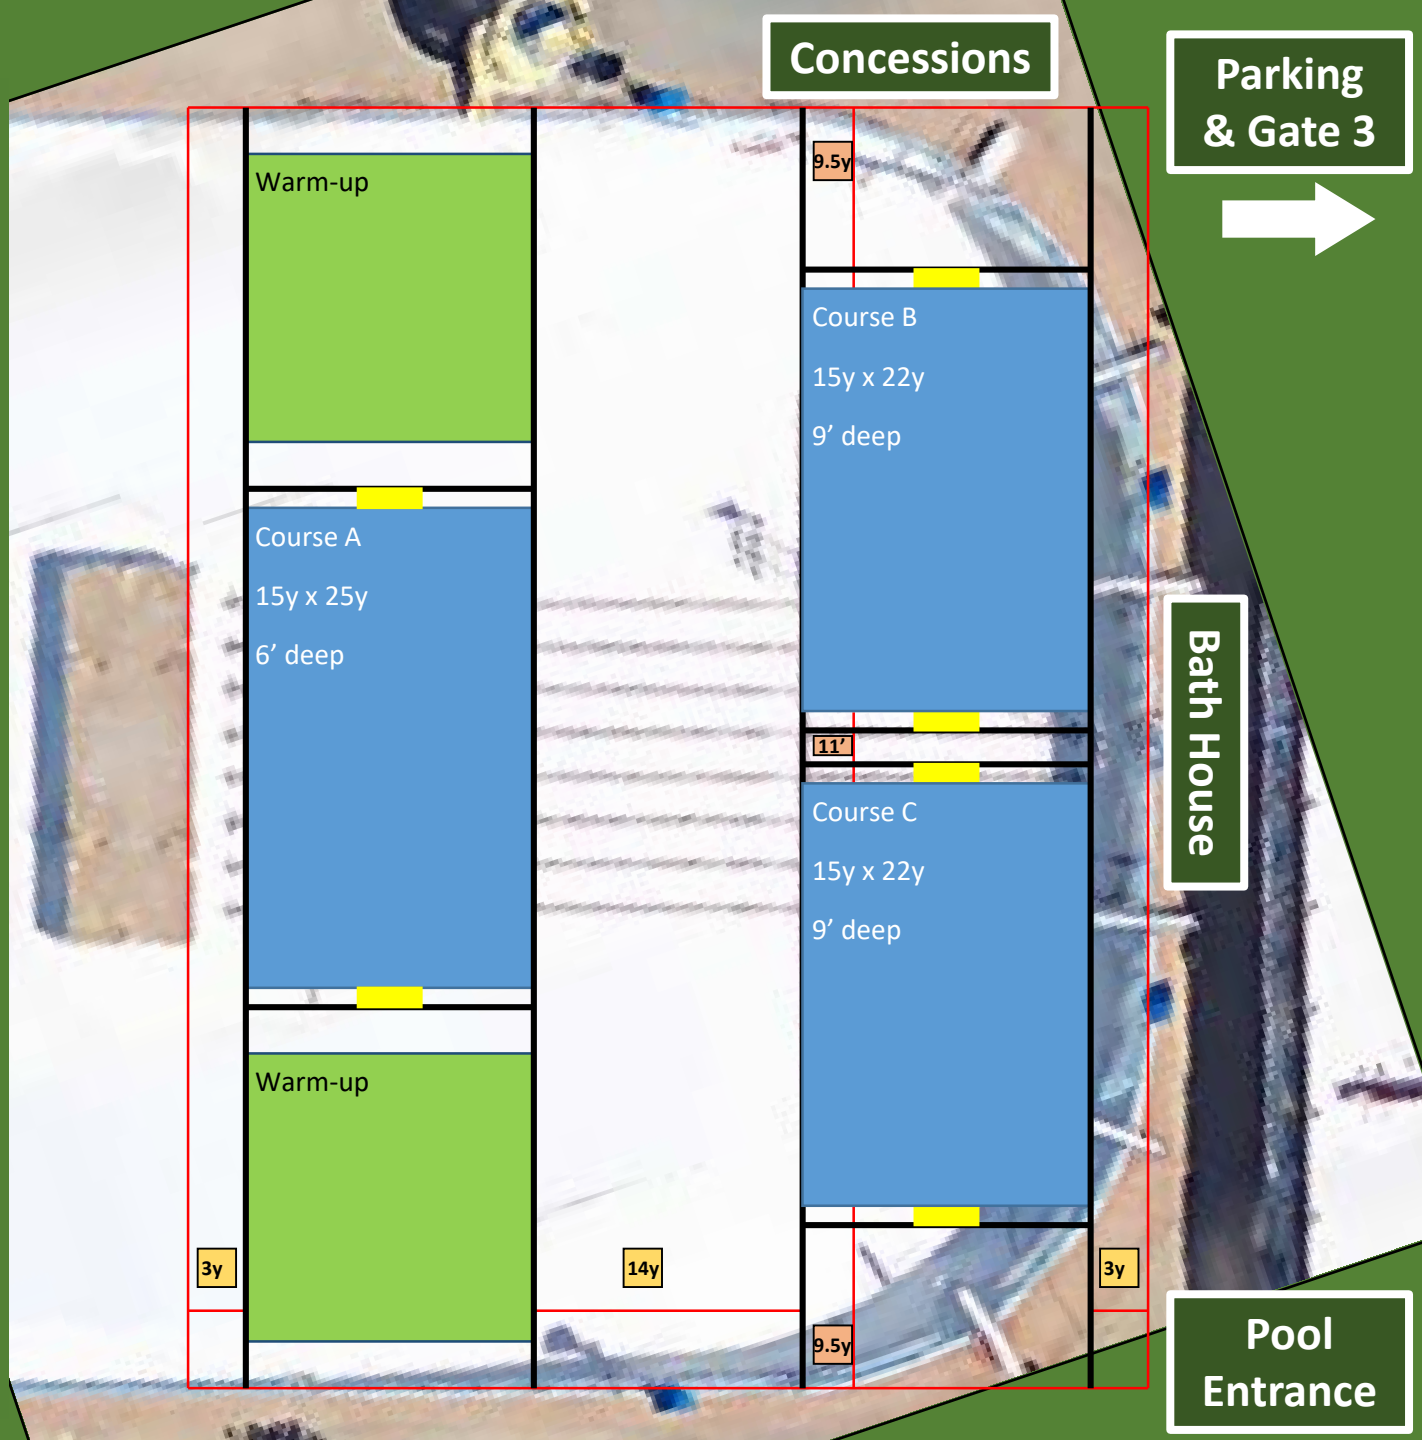 Concessions
Parking
& Gate 3
9.5y
Warm-up
Course B
15y x 22y
9’ deep
Course A
15y x 25y
6’ deep
Bath House
11’
Course C
15y x 22y
9’ deep
Warm-up
3y
14y
3y
9.5y
Pool
Entrance